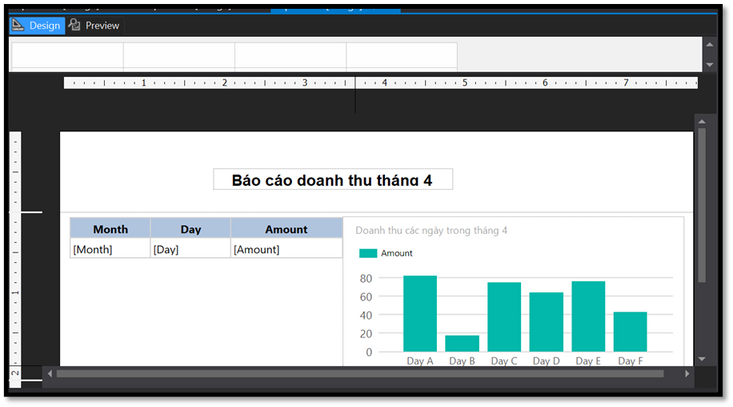 Design Preview
1 2 3 4 5 6 7
Báo cáo doanh thu tháng 4
Month Day Amount
[Month] [Day] [Amount]
Doanh thu các ngày trong tháng 4
Amount
80
60
40
20
0
Day A Day B Day C Day D Day E Day F
1
2